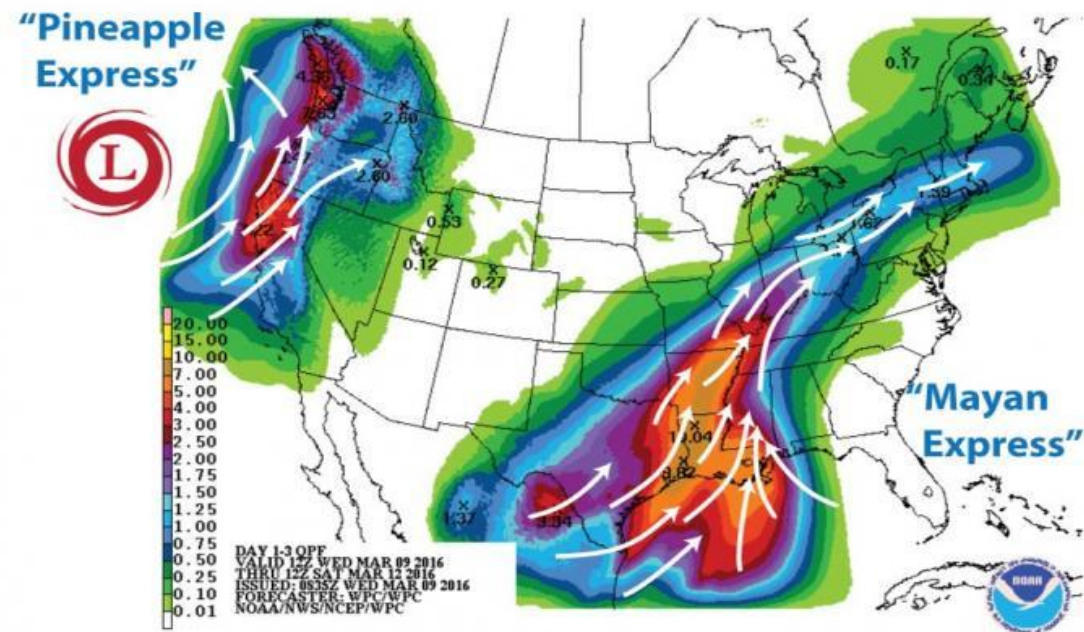 “Pineapple
Express”
L
4.36
7.63
2.60
2.60
0.53
0.12
0.27
0.17
0.34
1.39
1.62
20.00
15.00
10.00
7.00
5.00
4.00
3.00
2.50
2.00
1.75
1.50
1.25
1.00
0.75
0.50
0.25
0.10
0.01
“Mayan
Express”
10.04
1.37
3.34
DAY 1-3 QPF
VALID 12Z WED MAR 09 2016
THRU 12Z SAT MAR 12 2016
ISSUED: 0835Z WED MAR 09 2016
FORECASTER: WPC/WPC
NOAA/NWS/NCEP/WPC
NOAA